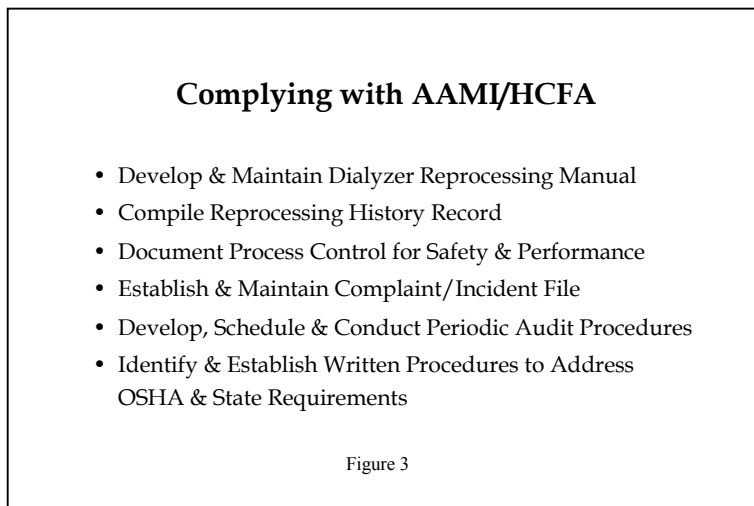 Complying with AAMI/HCFA
• Develop & Maintain Dialyzer Reprocessing Manual
• Compile Reprocessing History Record
• Document Process Control for Safety & Performance
• Establish & Maintain Complaint/Incident File
• Develop, Schedule & Conduct Periodic Audit Procedures
• Identify & Establish Written Procedures to Address
OSHA & State Requirements
Figure 3